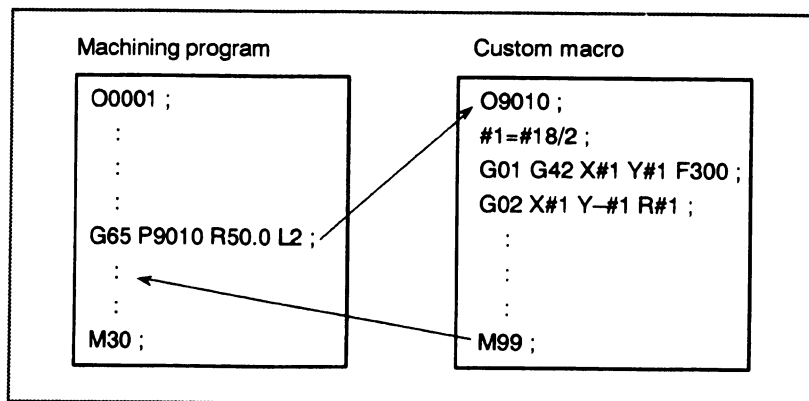 Machining program
O0001 ;
:
:
:
G65 P9010 R50.0 L2 ;
:
:
M30 ;
Custom macro
O9010 ;
#1=#18/2 ;
G01 G42 X#1 Y#1 F300 ;
G02 X#1 Y–#1 R#1 ;
:
:
:
M99 ;